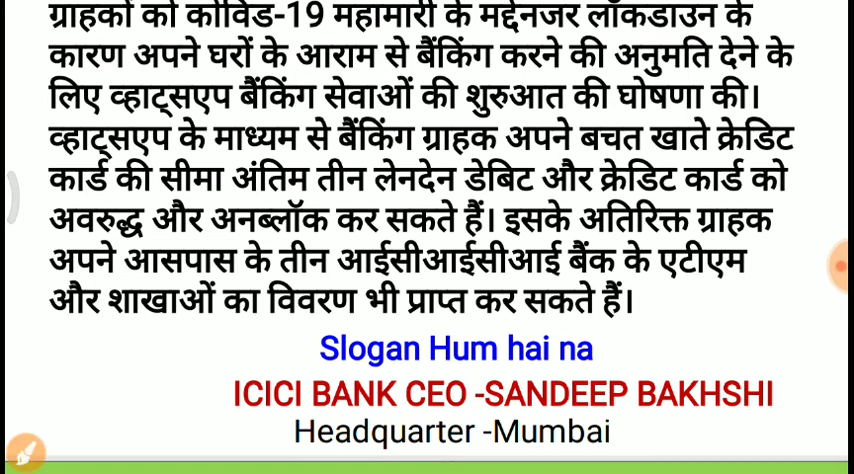 ग्राहकों को कोविड-19 महामारी के मद्देनजर लॉकडाउन के
कारण अपने घरों के आराम से बैंकिंग करने की अनुमति देने के
लिए व्हाट्सएप बैंकिंग सेवाओं की शुरुआत की घोषणा की।
व्हाट्सएप के माध्यम से बैंकिंग ग्राहक अपने बचत खाते क्रेडिट
कार्ड की सीमा अंतिम तीन लेनदेन डेबिट और क्रेडिट कार्ड को
अवरुद्ध और अनब्लॉक कर सकते हैं। इसके अतिरिक्त ग्राहक
अपने आसपास के तीन आईसीआईसीआई बैंक के एटीएम
और शाखाओं का विवरण भी प्राप्त कर सकते हैं।
Slogan Hum hai na
ICICI BANK CEO -SANDEEP BAKHSHI
Headquarter -Mumbai